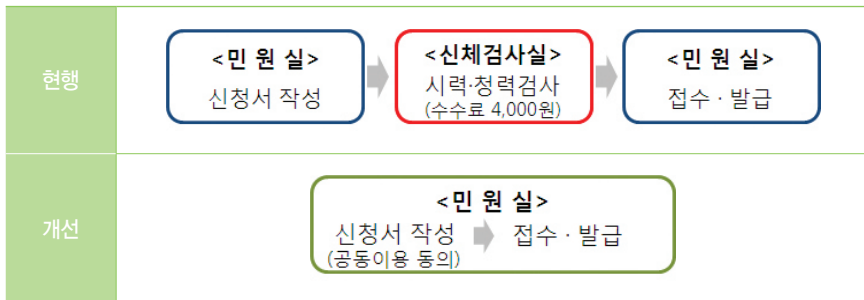 현행
<민 원 실>
신청서 작성
<신체검사실>
시력·청력검사
(수수료 4,000원)
<민 원 실>
접수 · 발급
개선
<민 원 실>
신청서 작성
(공동이용 동의)
접수 · 발급